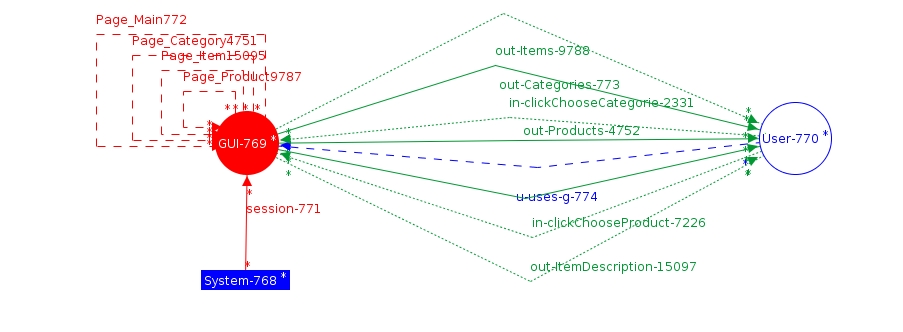 Page_Main772
Page_Category4751
Page_Item15095
Page_Product9787
out-Items-9788
out-Categories-773
in-clickChooseCategorie-2331
out-Products-4752
GUI-769 *
User-770 *
u-uses-g-774
session-771
in-clickChooseProduct-7226
out-ItemDescription-15097
System-768 *